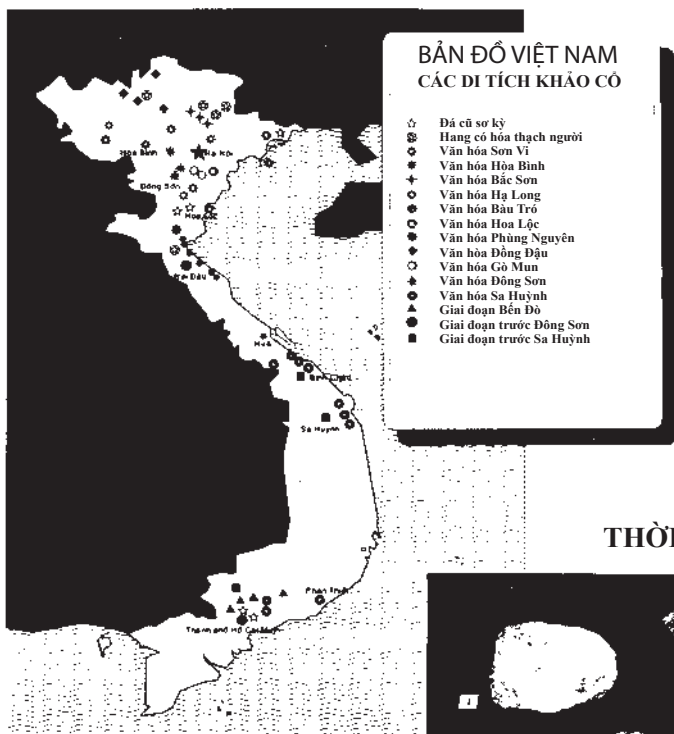 BẢN ĐỒ VIỆT NAM
CÁC DI TÍCH KHẢO CỔ
Đá cũ sơ kỳ
Hang có hóa thạch người
Văn hóa Sơn Vi
Văn hóa Hòa Bình
Văn hóa Bắc Sơn
Văn hóa Hạ Long
Văn hóa Bàu Tró
Văn hóa Hoa Lộc
Văn hóa Phùng Nguyên
Văn hòa Đồng Đậu
Văn hóa Gò Mun
Văn hóa Đông Sơn
Văn hóa Sa Huỳnh
Giai đoạn Bến Đò
Giai đoạn trước Đông Sơn
Giai đoạn trước Sa Huỳnh
Hòa Bình
Hà Nội
Đông Sơn
Huế
Sa Huỳnh
THỜI
Phan Thiết
Thành phố Hồ Chí Minh
1